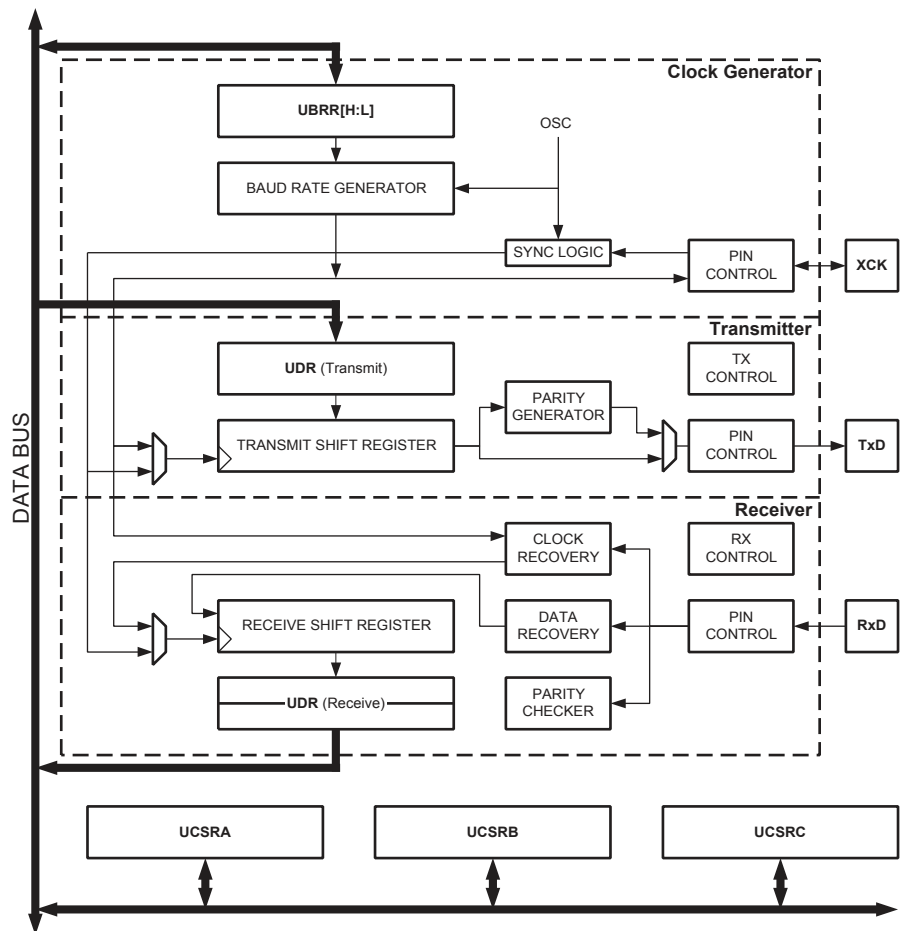 Clock Generator
UBRR[H:L]
OSC
BAUD RATE GENERATOR
SYNC LOGIC
PIN
CONTROL
XCK
Transmitter
UDR (Transmit)
TX
CONTROL
PARITY
GENERATOR
TRANSMIT SHIFT REGISTER
PIN
CONTROL
TxD
DATA BUS
Receiver
CLOCK
RECOVERY
RX
CONTROL
RECEIVE SHIFT REGISTER
DATA
RECOVERY
PIN
CONTROL
RxD
UDR (Receive)
PARITY
CHECKER
UCSRA
UCSRB
UCSRC